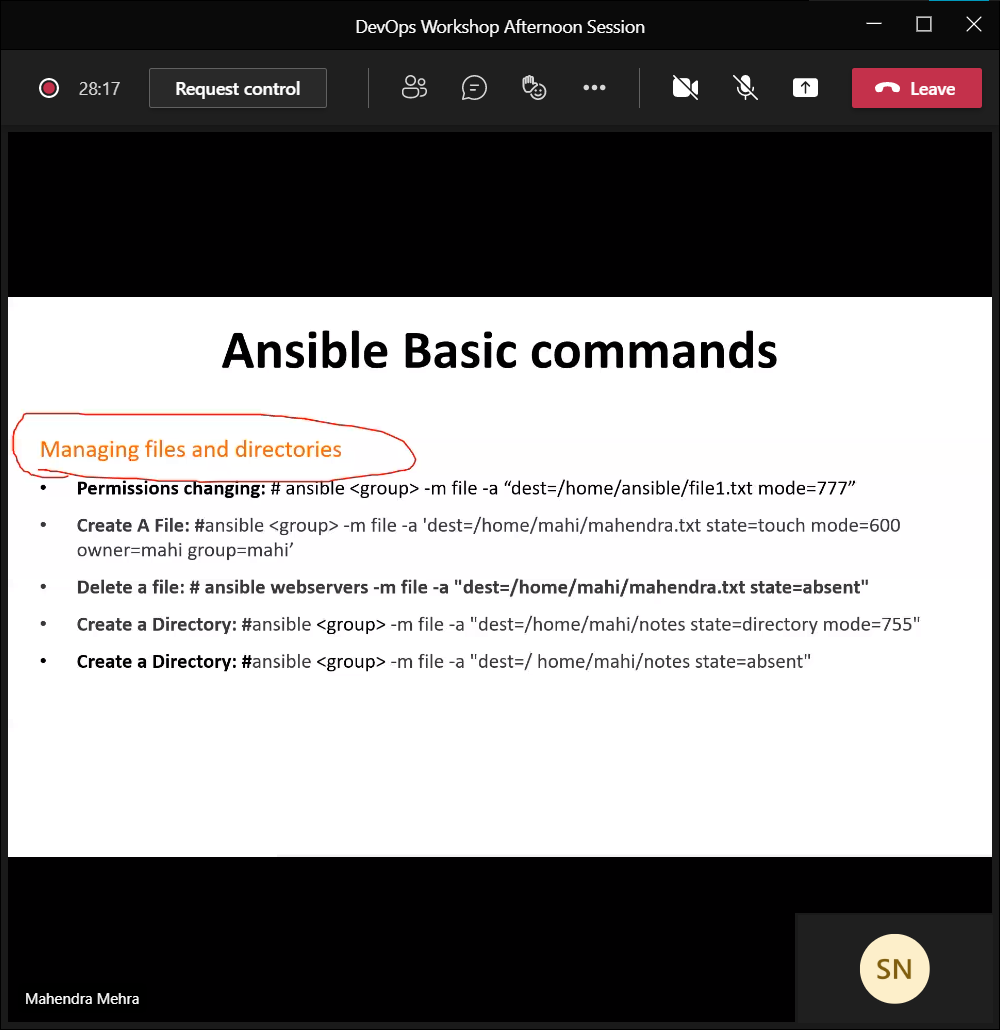 DevOps Workshop Afternoon Session
28:17 Request control Leave
Ansible Basic commands
Managing files and directories
• Permissions changing: # ansible <group> -m file -a “dest=/home/ansible/file1.txt mode=777”
• Create A File: #ansible <group> -m file -a 'dest=/home/mahi/mahendra.txt state=touch mode=600
owner=mahi group=mahi’
• Delete a file: # ansible webservers -m file -a "dest=/home/mahi/mahendra.txt state=absent"
• Create a Directory: #ansible <group> -m file -a "dest=/home/mahi/notes state=directory mode=755"
• Create a Directory: #ansible <group> -m file -a "dest=/ home/mahi/notes state=absent"
SN
Mahendra Mehra